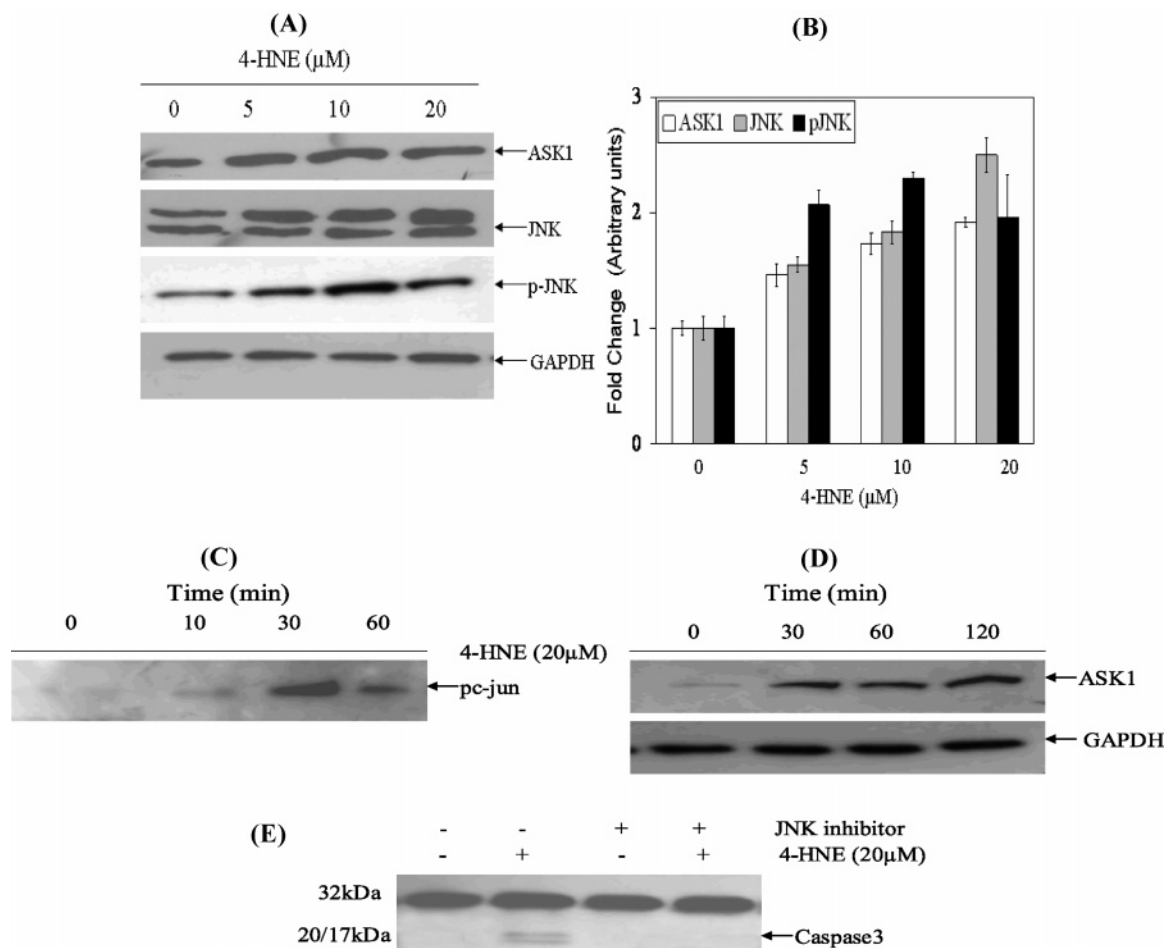 (A)
4-HNE (µM)
0 5 10 20
ASK1
JNK
p-JNK
GAPDH
(B)
3
2
1
0
Fold Change (Arbitrary units)
ASK1 JNK pJNK
0 5 10 20
4-HNE (µM)
(C)
Time (min)
0 10 30 60
4-HNE (20µM)
pc-jun
(D)
Time (min)
0 30 60 120
ASK1
GAPDH
(E)
- - + + JNK inhibitor
- + - + 4-HNE (20µM)
32kDa
20/17kDa
Caspase3